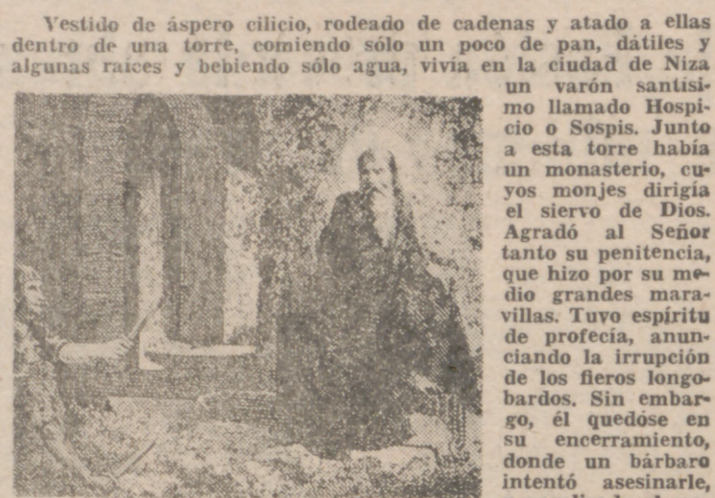 Vestido de áspero cilicio, rodeado de cadenas y atado a ellas
dentro de una torre, comiendo sólo un poco de pan, dátiles y
algunas raíces y bebiendo sólo agua, vivía en la ciudad de Niza
un varón santísi-
mo llamado Hospi-
cio o Sospis. Junto
a esta torre había
un monasterio, cu-
yos monjes dirigía
el siervo de Dios.
Agradó al Señor
tanto su penitencia,
que hizo por su me-
dio grandes mara-
villas. Tuvo espíritu
de profecía, anun-
ciando la irrupción
de los fieros longo-
bardos. Sin embar-
go, él quedóse en
su encerramiento,
donde un bárbaro
intentó asesinarle,